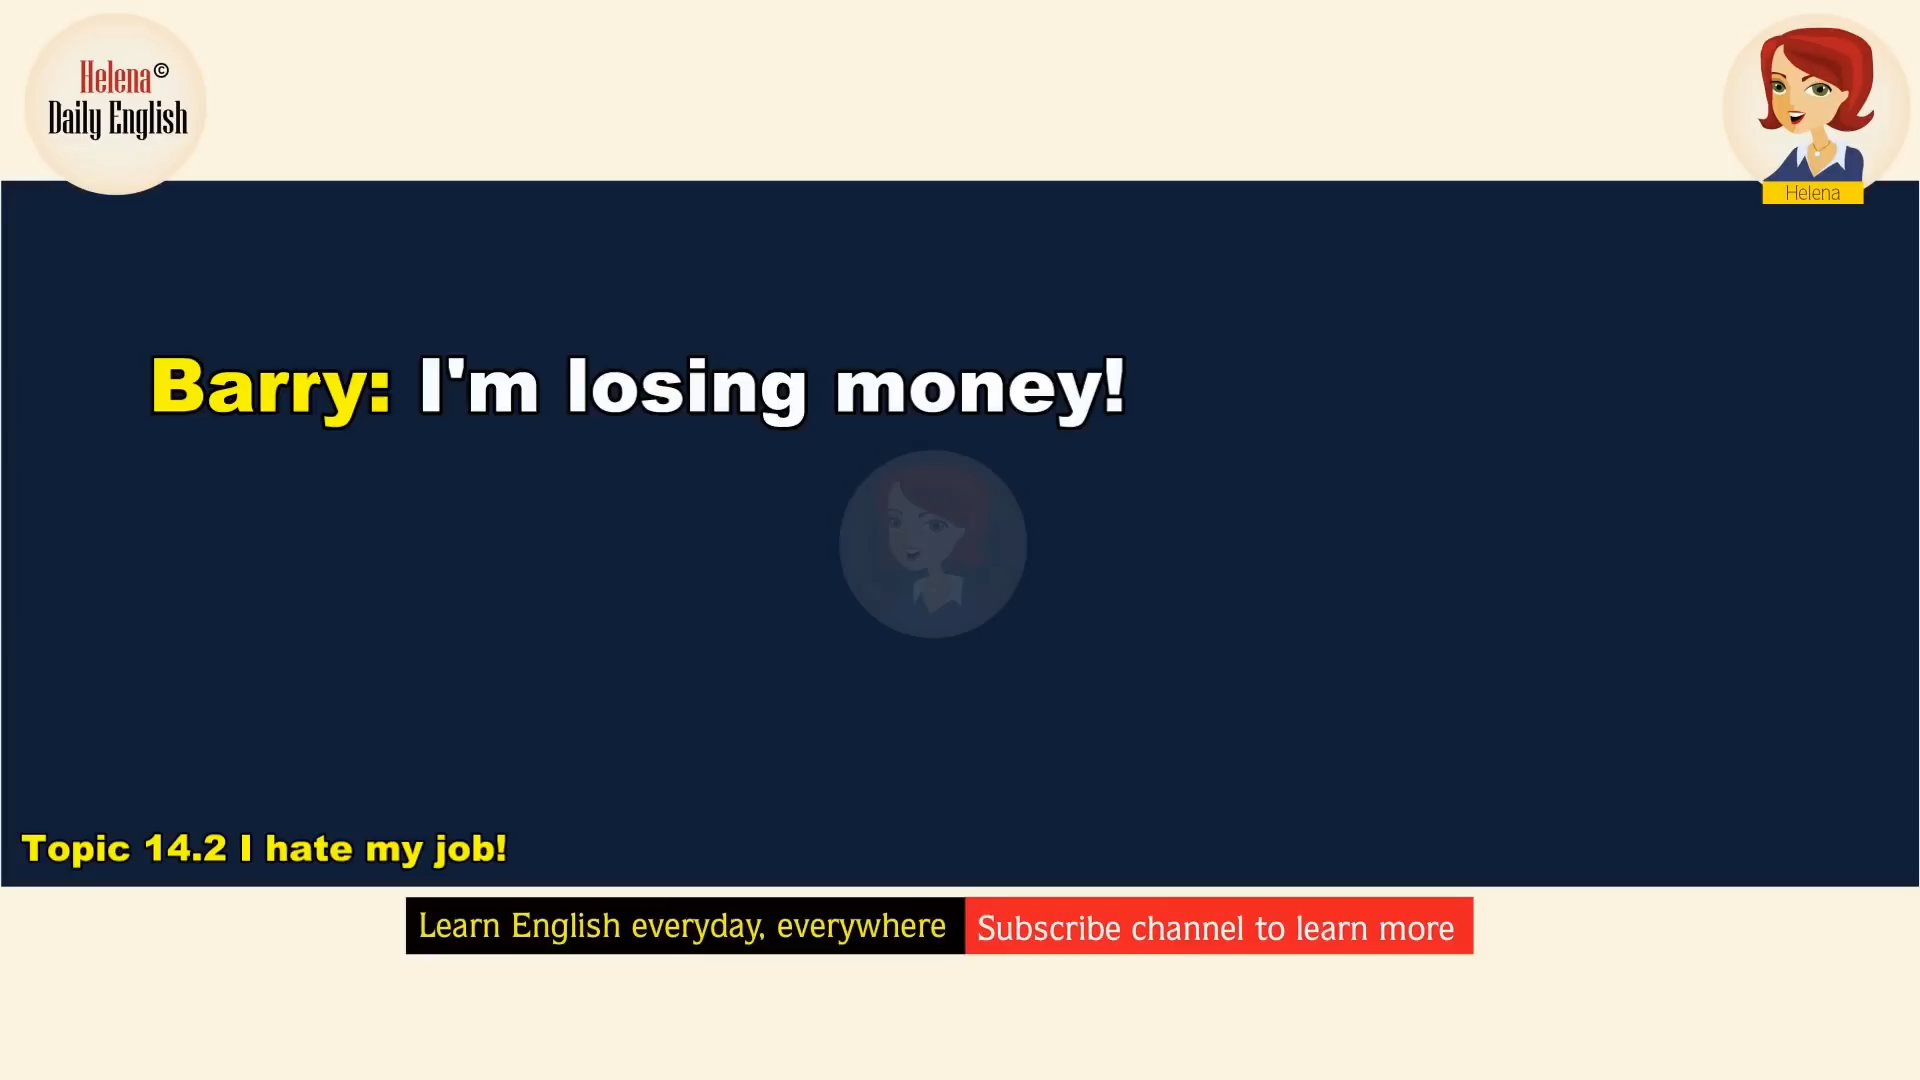 Helena©
Daily English
Helena
Barry: I'm losing money!
Topic 14.2 I hate my job!
Learn English everyday, everywhere
Subscribe channel to learn more